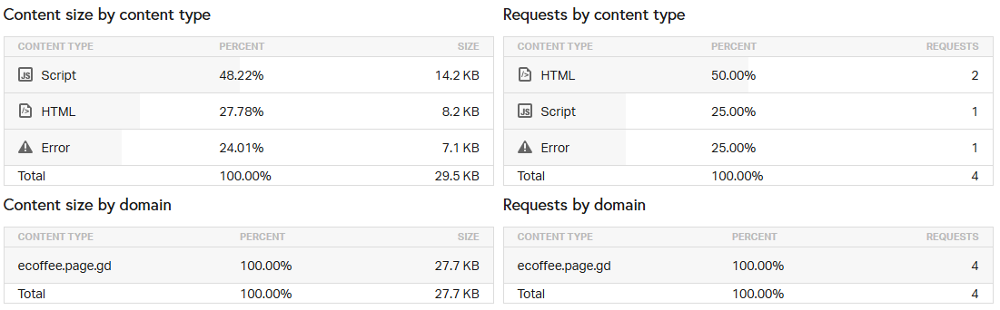 Content size by content type
CONTENT TYPE PERCENT SIZE
Script 48.22% 14.2 KB
HTML 27.78% 8.2 KB
Error 24.01% 7.1 KB
Total 100.00% 29.5 KB
Requests by content type
CONTENT TYPE PERCENT REQUESTS
HTML 50.00% 2
Script 25.00% 1
Error 25.00% 1
Total 100.00% 4
Content size by domain
CONTENT TYPE PERCENT SIZE
ecoffee.page.gd 100.00% 27.7 KB
Total 100.00% 27.7 KB
Requests by domain
CONTENT TYPE PERCENT REQUESTS
ecoffee.page.gd 100.00% 4
Total 100.00% 4